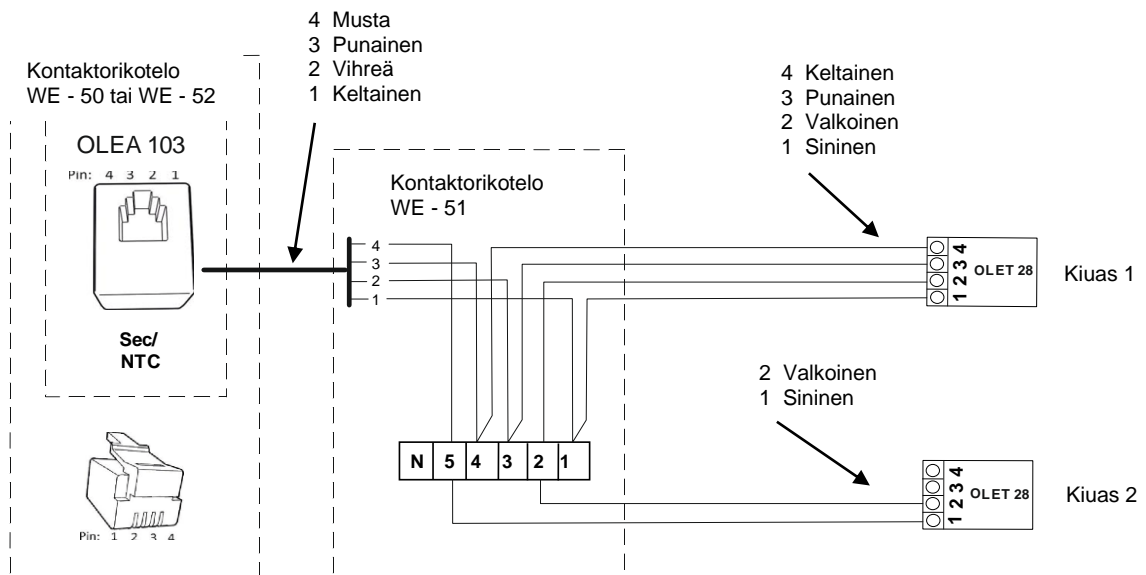 4 Musta
3 Punainen
2 Vihreä
1 Keltainen
Kontaktorikotelo
WE - 50 tai WE - 52
OLEA 103
Pin: 4 3 2 1
Sec/
NTC
Pin: 1 2 3 4
Kontaktorikotelo
WE - 51
4
3
2
1
N 5 4 3 2 1
4 Keltainen
3 Punainen
2 Valkoinen
1 Sininen
1 2 3 4
OLET 28
Kiuas 1
2 Valkoinen
1 Sininen
1 2 3 4
OLET 28
Kiuas 2